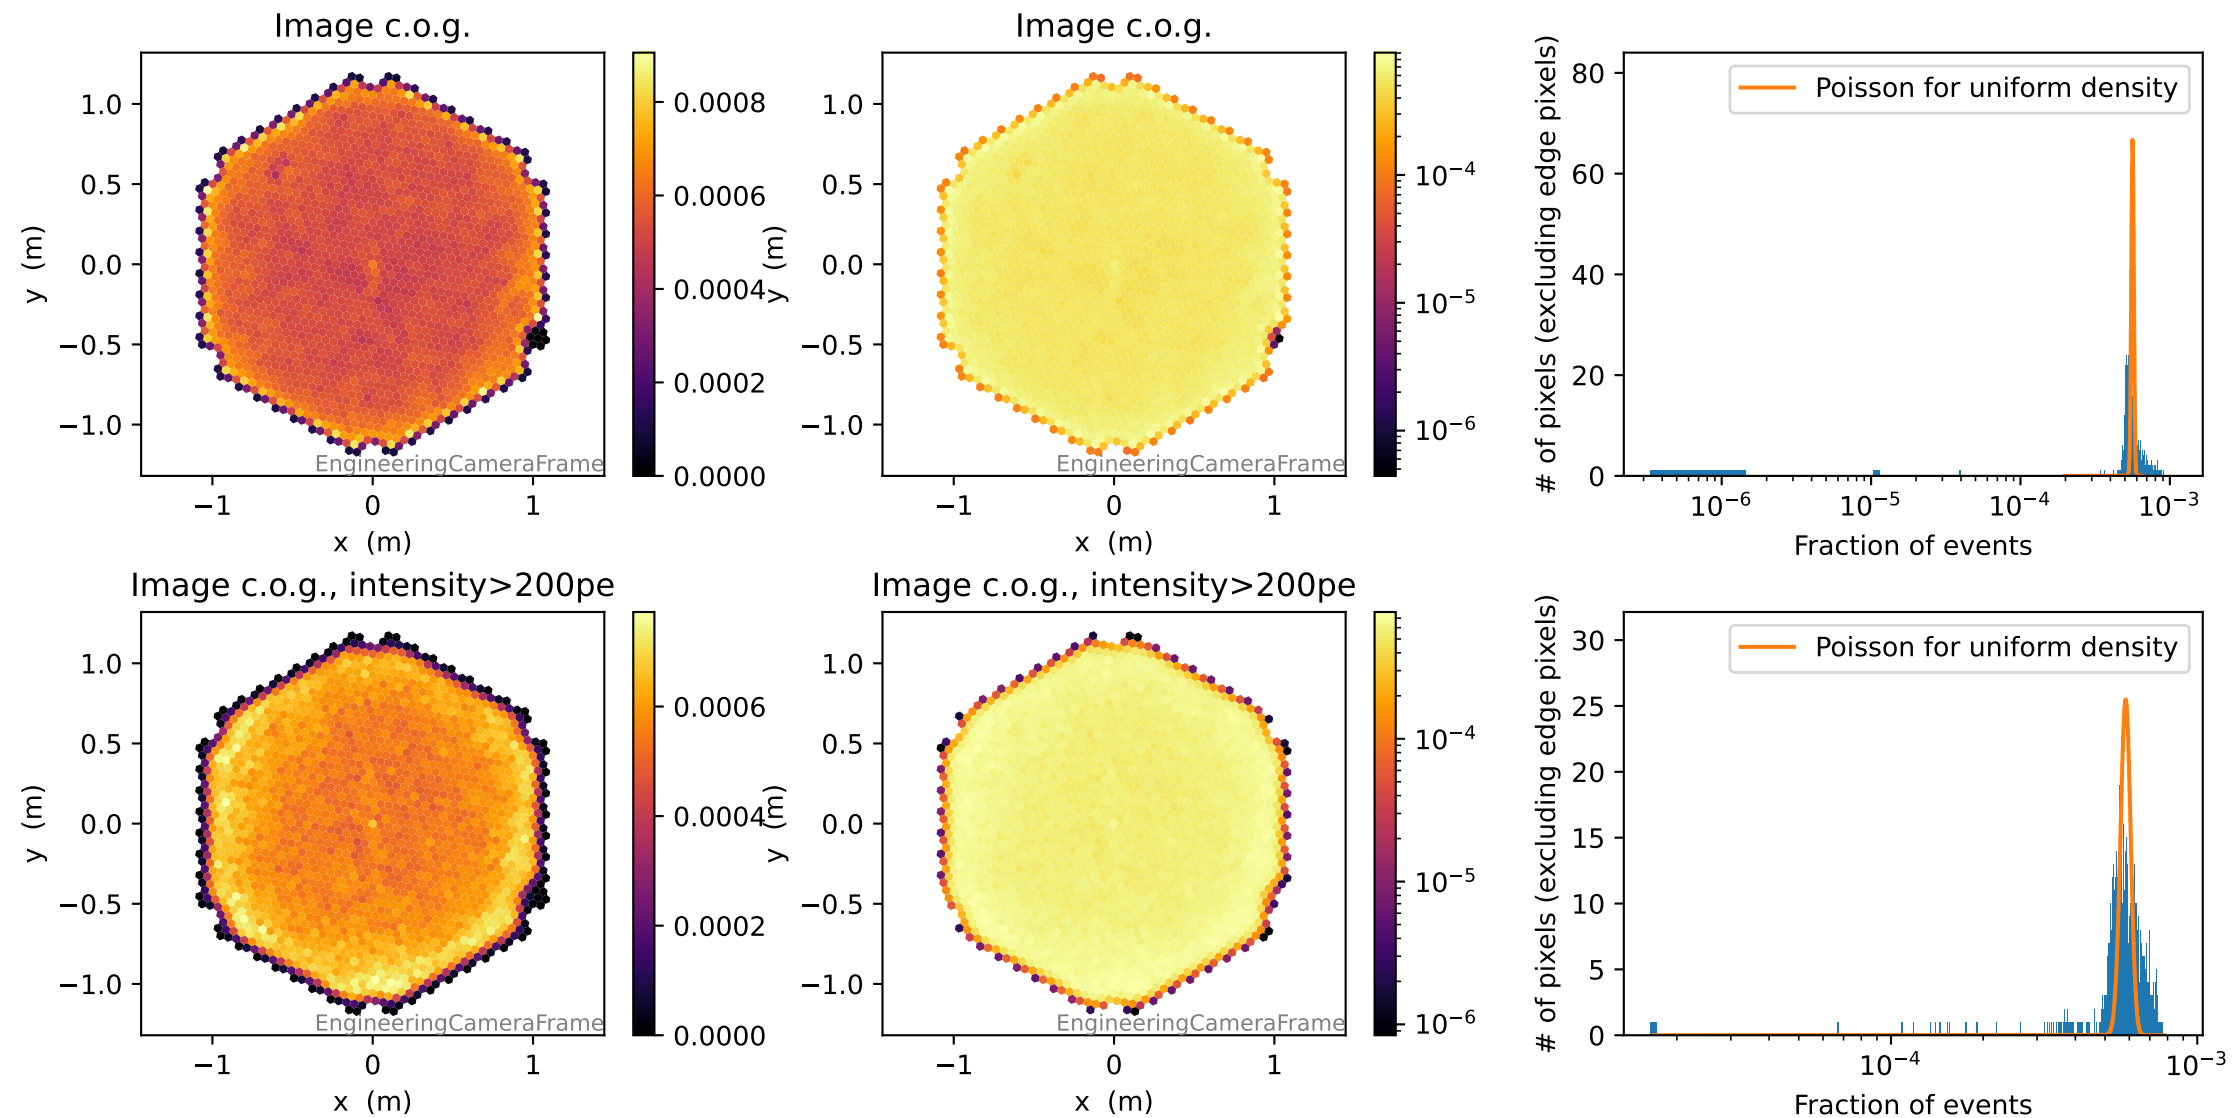 Image c.o.g.
1.0
0.5
0.0
−0.5
−1.0
y (m)
−1
0
1
x (m)
EngineeringCameraFrame
0.0008
0.0006
0.0004
0.0002
0.0000
Image c.o.g.
1.0
0.5
0.0
−0.5
−1.0
y (m)
−1
0
1
x (m)
EngineeringCameraFrame
10⁻⁴
10⁻⁵
10⁻⁶
# of pixels (excluding edge pixels)
80
60
40
20
0
Poisson for uniform density
10⁻⁶
10⁻⁵
10⁻⁴
10⁻³
Fraction of events
Image c.o.g., intensity>200pe
1.0
0.5
0.0
−0.5
−1.0
y (m)
−1
0
1
x (m)
EngineeringCameraFrame
0.0006
0.0004
0.0002
0.0000
Image c.o.g., intensity>200pe
1.0
0.5
0.0
−0.5
−1.0
y (m)
−1
0
1
x (m)
EngineeringCameraFrame
10⁻⁴
10⁻⁵
10⁻⁶
# of pixels (excluding edge pixels)
30
25
20
15
10
5
0
Poisson for uniform density
10⁻⁴
10⁻³
Fraction of events